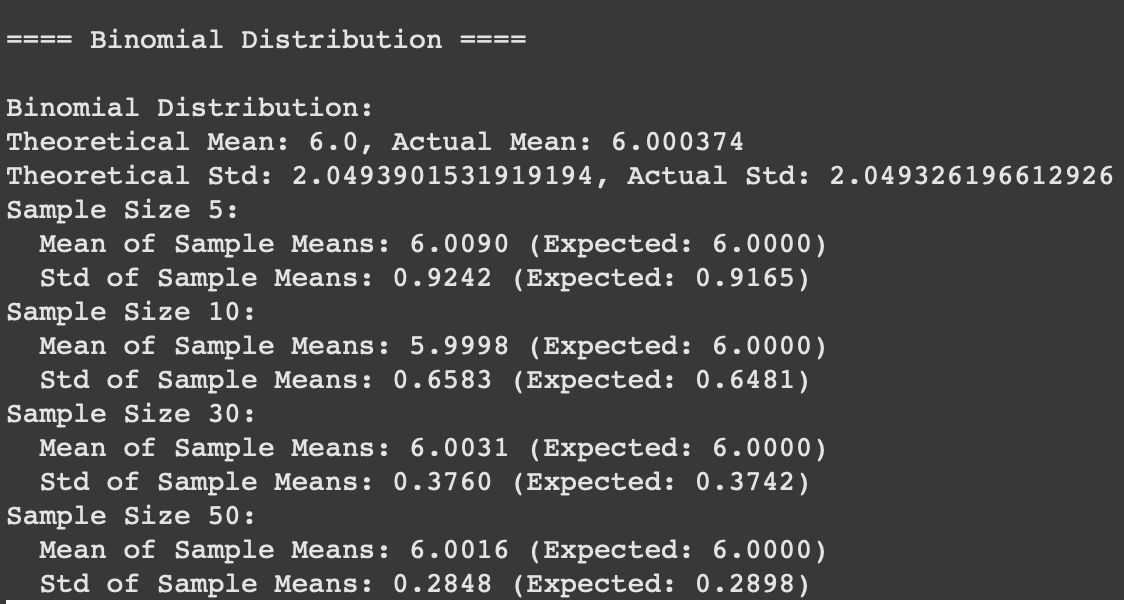 ==== Binomial Distribution ====
Binomial Distribution:
Theoretical Mean: 6.0, Actual Mean: 6.000374
Theoretical Std: 2.0493901531919194, Actual Std: 2.049326196612926
Sample Size 5:
  Mean of Sample Means: 6.0090 (Expected: 6.0000)
  Std of Sample Means: 0.9242 (Expected: 0.9165)
Sample Size 10:
  Mean of Sample Means: 5.9998 (Expected: 6.0000)
  Std of Sample Means: 0.6583 (Expected: 0.6481)
Sample Size 30:
  Mean of Sample Means: 6.0031 (Expected: 6.0000)
  Std of Sample Means: 0.3760 (Expected: 0.3742)
Sample Size 50:
  Mean of Sample Means: 6.0016 (Expected: 6.0000)
  Std of Sample Means: 0.2848 (Expected: 0.2898)